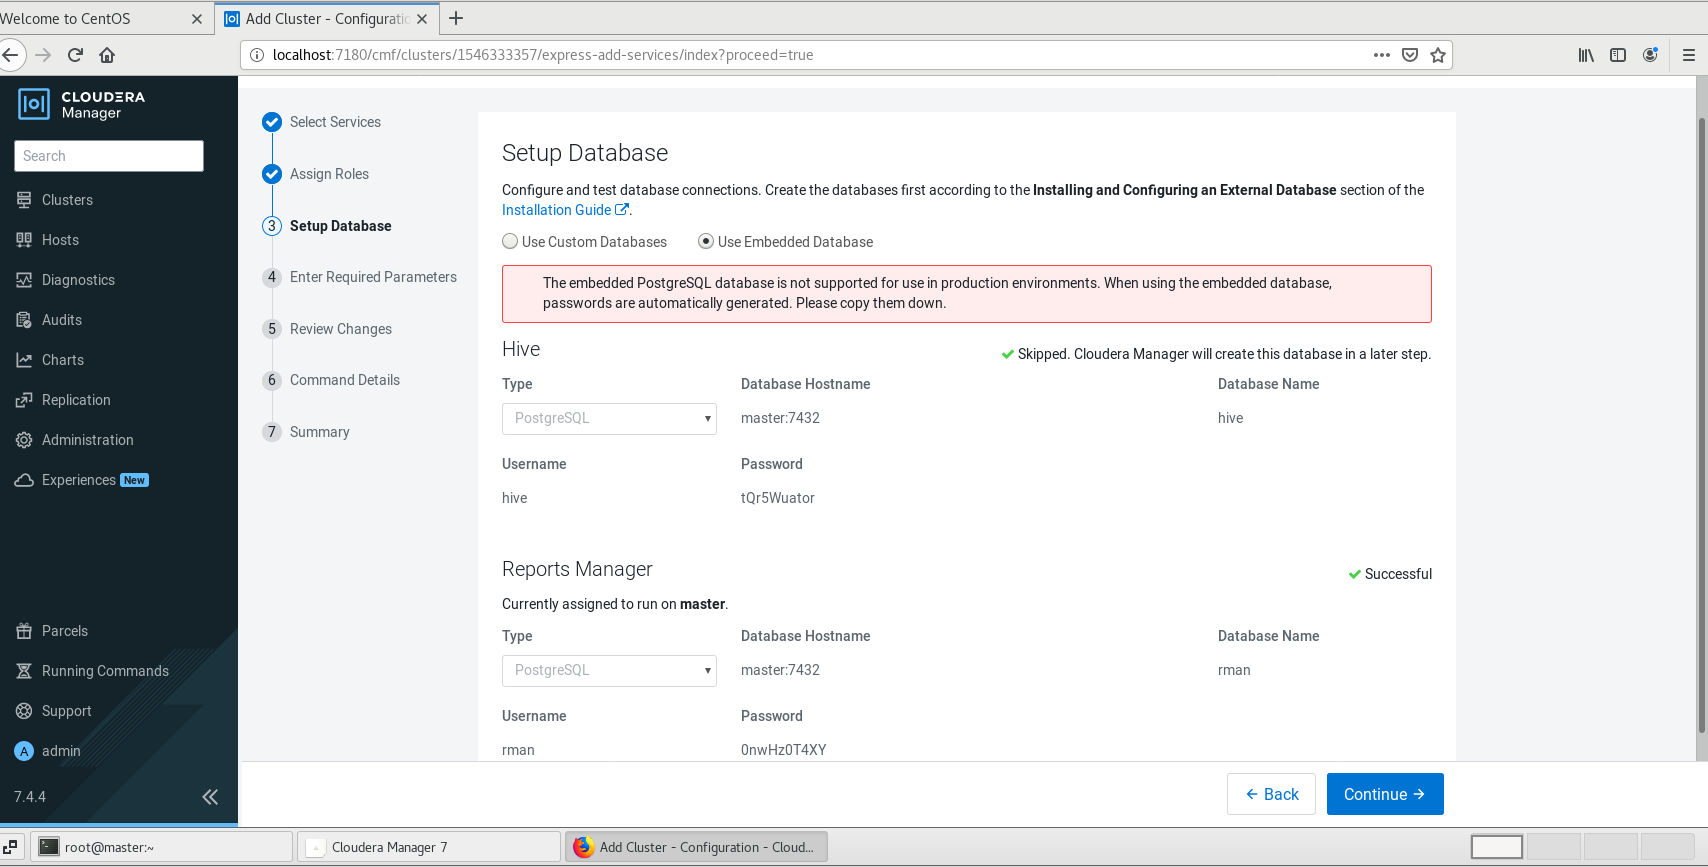 Welcome to CentOS
Add Cluster - Configuratio
localhost:7180/cmf/clusters/1546333357/express-add-services/index?proceed=true
CLOUDERA
Manager
Search
Clusters
Hosts
Diagnostics
Audits
Charts
Replication
Administration
Experiences New
Parcels
Running Commands
Support
A admin
7.4.4
Select Services
Assign Roles
3 Setup Database
4 Enter Required Parameters
5 Review Changes
6 Command Details
7 Summary
Setup Database
Configure and test database connections. Create the databases first according to the Installing and Configuring an External Database section of the
Installation Guide.
Use Custom Databases Use Embedded Database
The embedded PostgreSQL database is not supported for use in production environments. When using the embedded database,
passwords are automatically generated. Please copy them down.
Hive
Skipped. Cloudera Manager will create this database in a later step.
Type Database Hostname Database Name
PostgreSQL master:7432 hive
Username Password
hive tQr5Wuator
Reports Manager
Successful
Currently assigned to run on master.
Type Database Hostname Database Name
PostgreSQL master:7432 rman
Username Password
rman 0nwHz0T4XY
Back Continue
root@master:~
Cloudera Manager 7
Add Cluster - Configuration - Cloud...